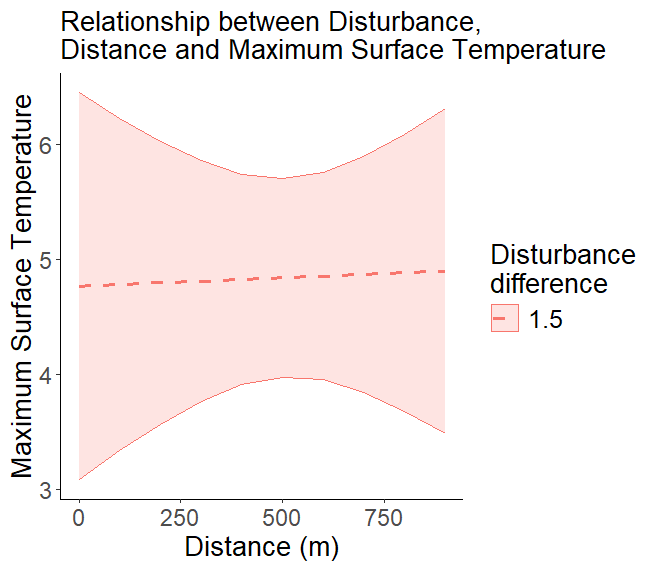 Relationship between Disturbance,
Distance and Maximum Surface Temperature
Maximum Surface Temperature
6
5
4
3
0 250 500 750
Distance (m)
Disturbance
difference
1.5